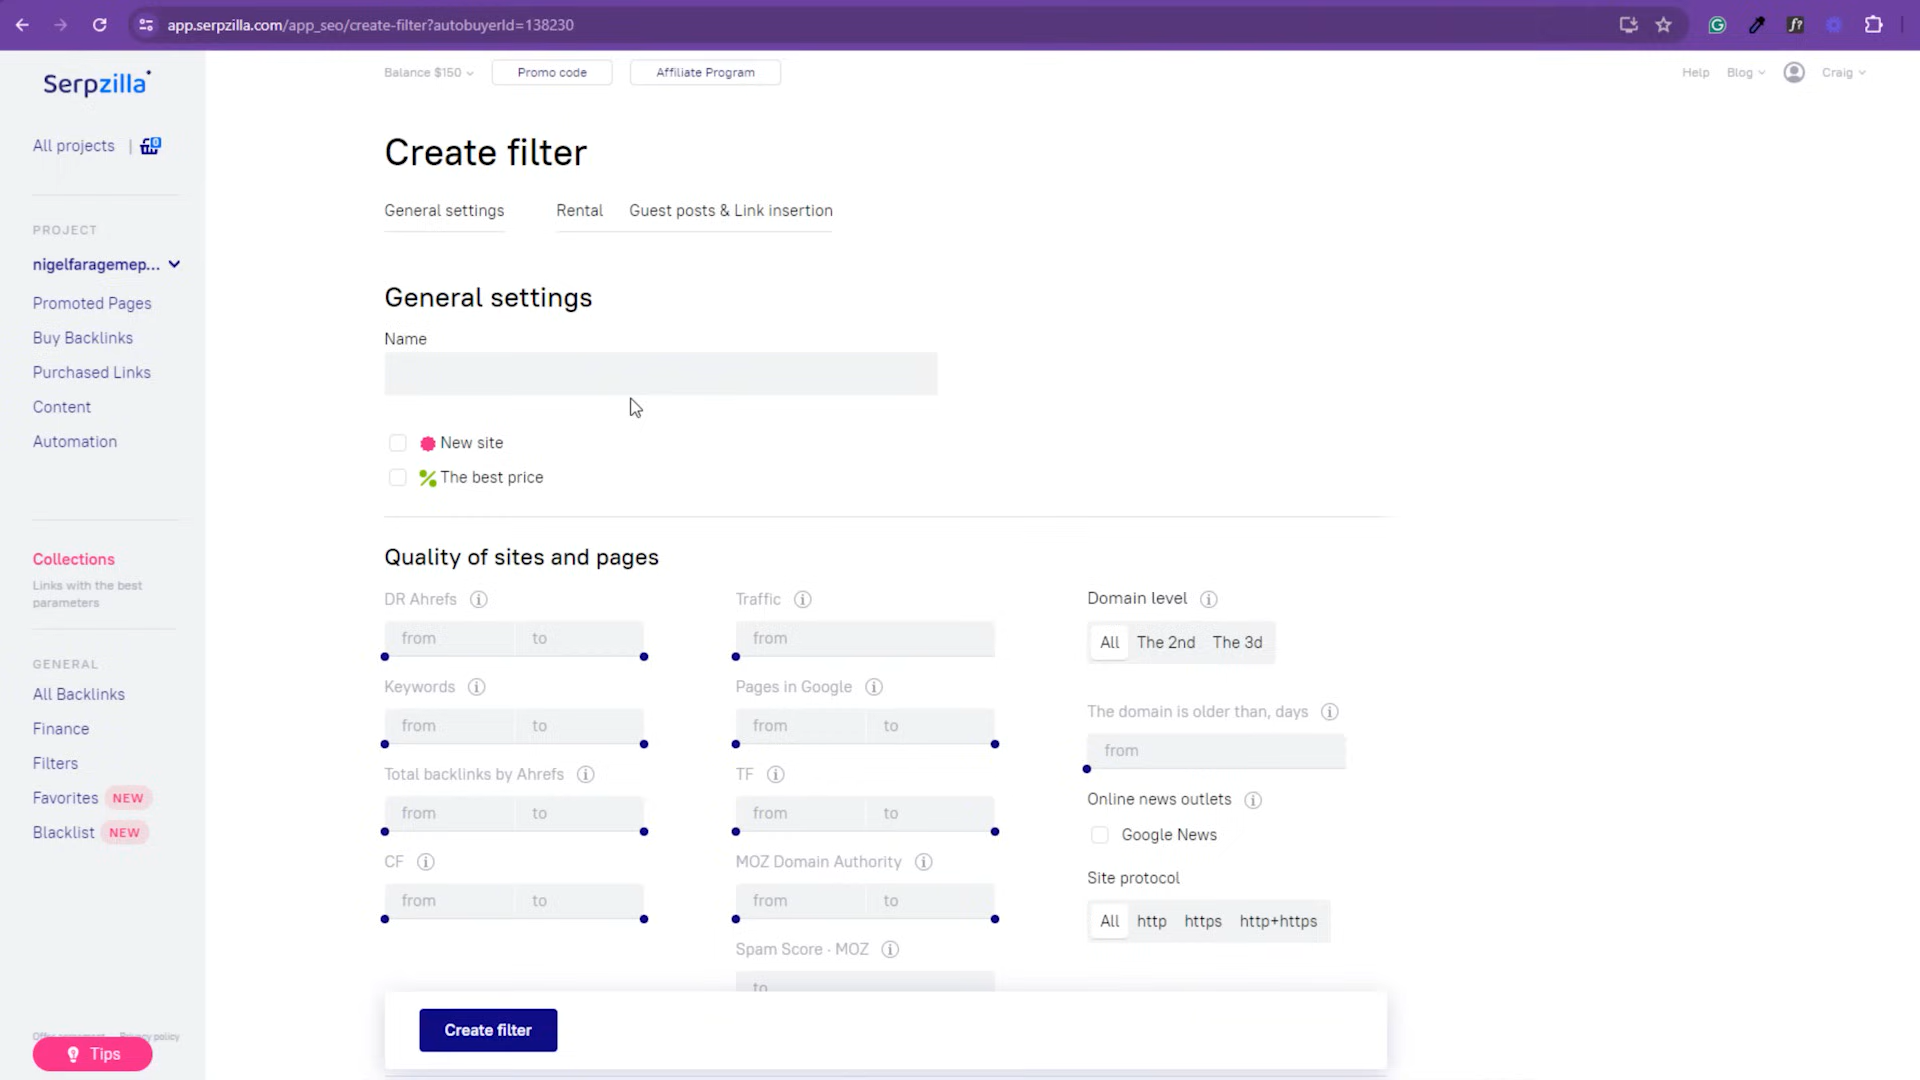 app.serpzilla.com/app_seo/create-filter?autobuyerId=138230
Serpzilla
Balance $150
Promo code
Affiliate Program
Help
Blog
Craig
All projects
0
PROJECT
nigelfaragemep...
Promoted Pages
Buy Backlinks
Purchased Links
Content
Automation
Collections
Links with the best
parameters
GENERAL
All Backlinks
Finance
Filters
Favorites NEW
Blacklist NEW
Privacy policy
Tips
Create filter
General settings
Rental
Guest posts & Link insertion
General settings
Name
New site
The best price
Quality of sites and pages
DR Ahrefs
from to
Keywords
from to
Total backlinks by Ahrefs
from to
CF
from to
Traffic
from
Pages in Google
from to
TF
from to
MOZ Domain Authority
from to
Spam Score · MOZ
to
Domain level
All The 2nd The 3d
The domain is older than, days
from
Online news outlets
Google News
Site protocol
All http https http+https
Create filter